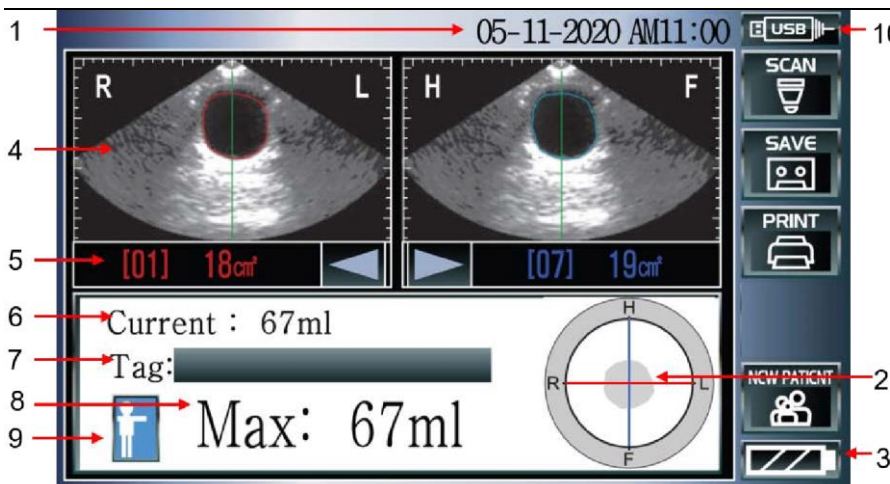 1
05-11-2020 AM11:00
USB
R L
H F
SCAN
4
SAVE
PRINT
5
[01] 18cm²
[07] 19cm²
6
Current : 67ml
H
7
Tag:
R L
2
NEW PATIENT
8
Max: 67ml
9
F
3